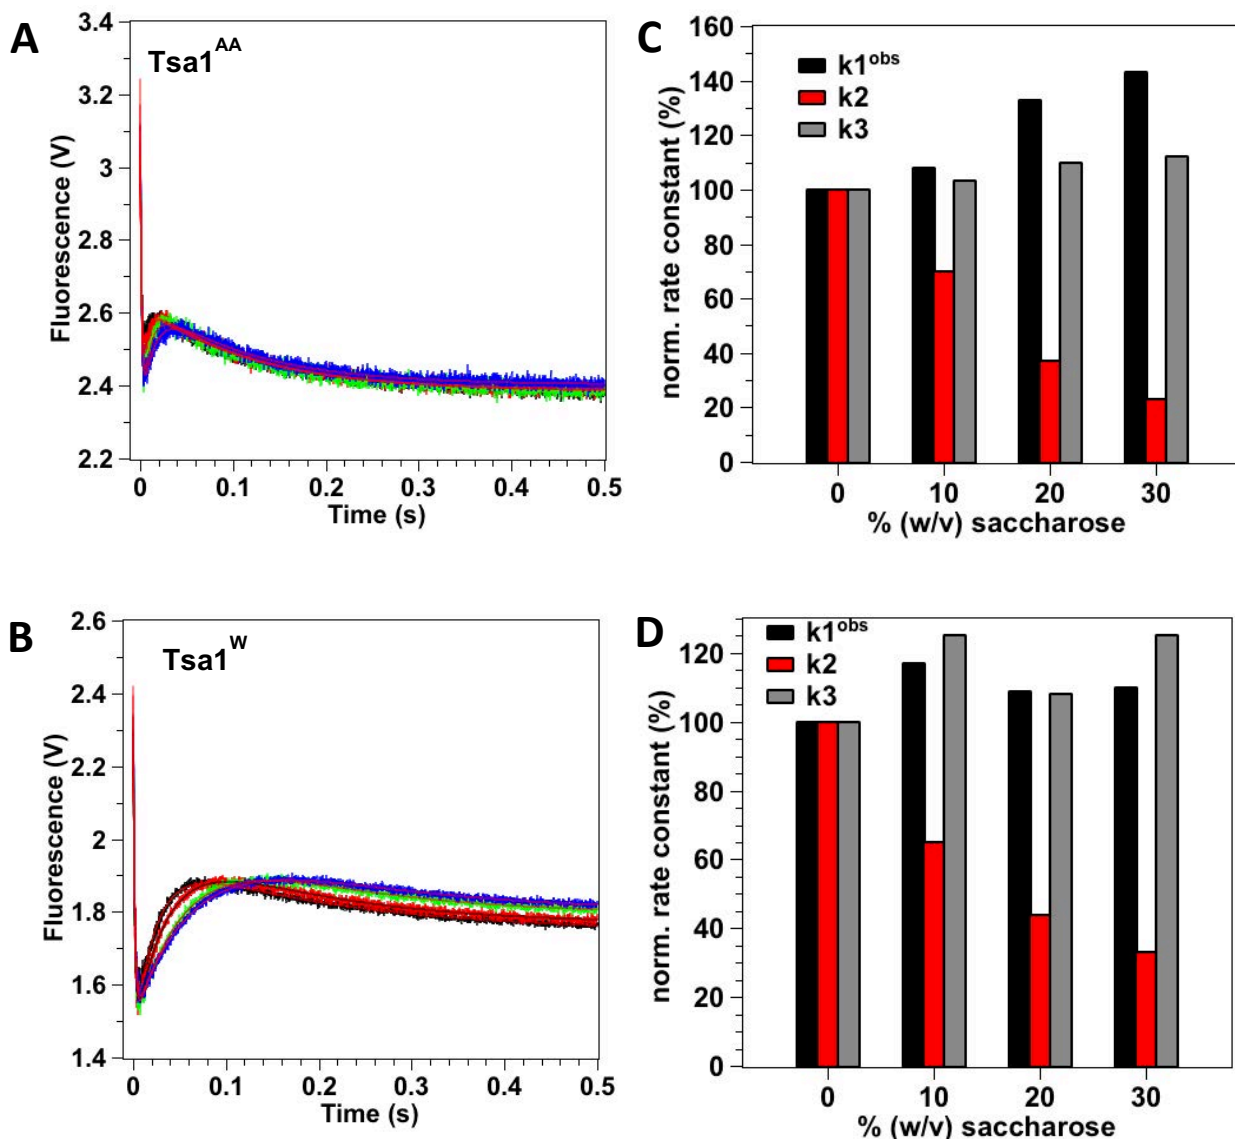 A
Tsa1^AA
Fluorescence (V)
3.4
3.2
3
2.8
2.6
2.4
2.2
0 0.1 0.2 0.3 0.4 0.5
Time (s)
C
k1^obs
k2
k3
norm. rate constant (%)
160
140
120
100
80
60
40
20
0
0 10 20 30
% (w/v) saccharose
B
Tsa1^W
Fluorescence (V)
2.6
2.4
2.2
2
1.8
1.6
1.4
0 0.1 0.2 0.3 0.4 0.5
Time (s)
D
k1^obs
k2
k3
norm. rate constant (%)
120
100
80
60
40
20
0
0 10 20 30
% (w/v) saccharose